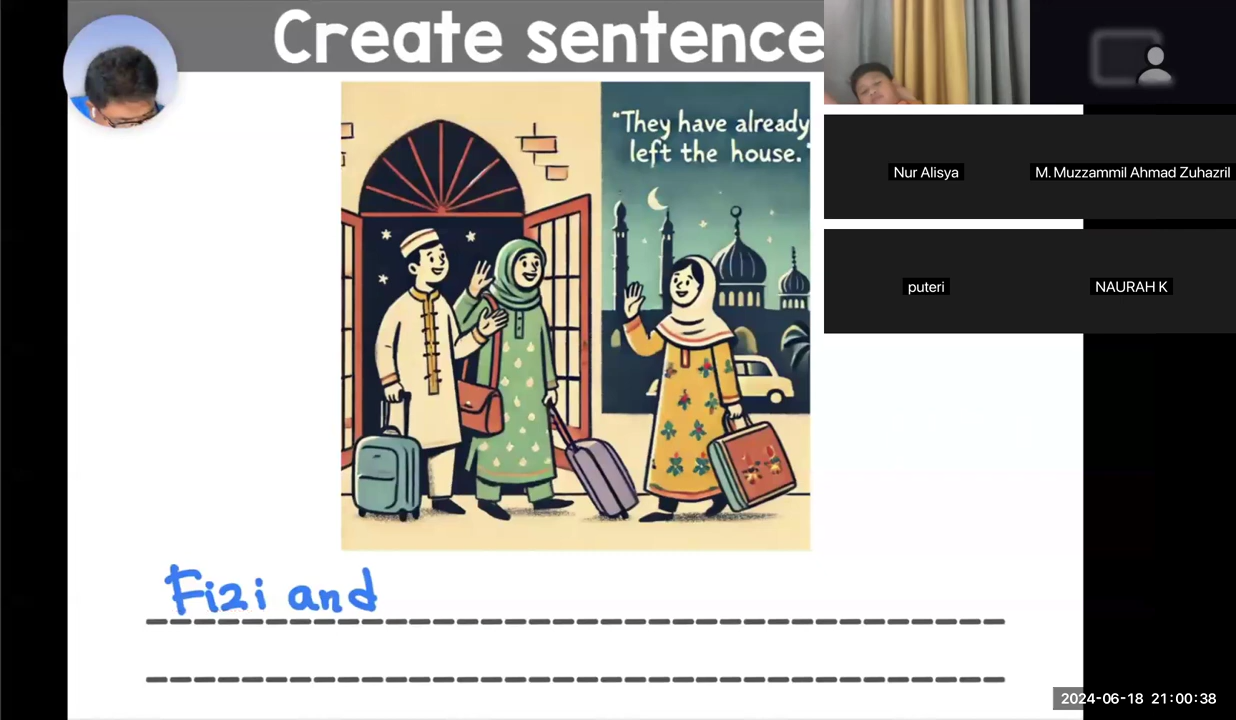 Create sentence
"They have already
left the house."
Nur Alisya
M. Muzzammil Ahmad Zuhazril
puteri
NAURAH K
Fizi and
2024-06-18 21:00:38